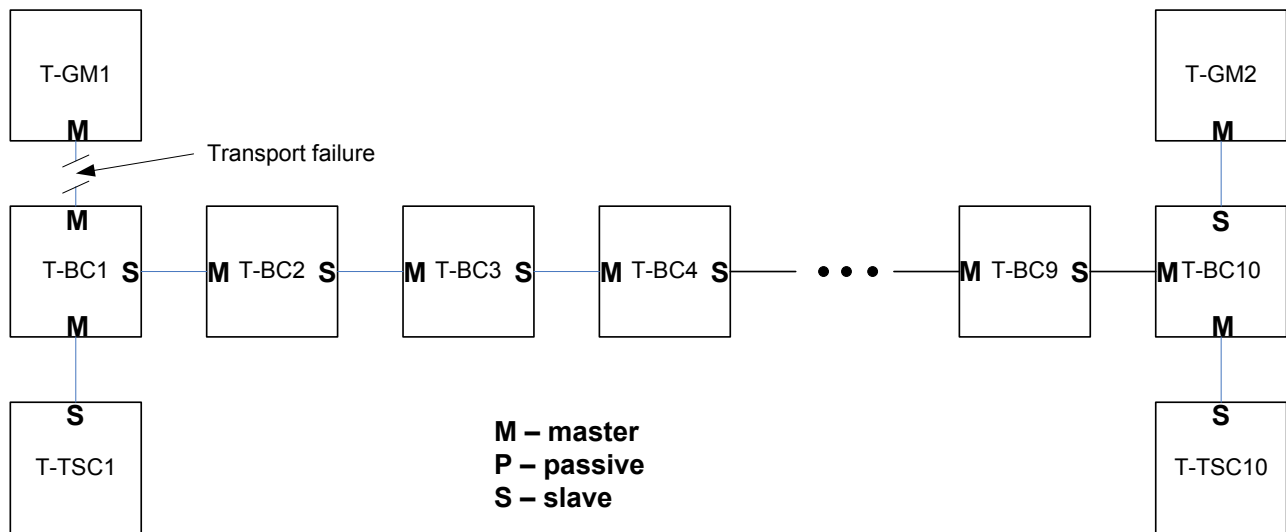 T-GM1
T-GM2
M
M
Transport failure
M
S
T-BC1
S
M
T-BC2
S
M
T-BC3
S
M
T-BC4
S
M
T-BC9
S
M
T-BC10
M
M
S
S
T-TSC1
T-TSC10
M – master
P – passive
S – slave